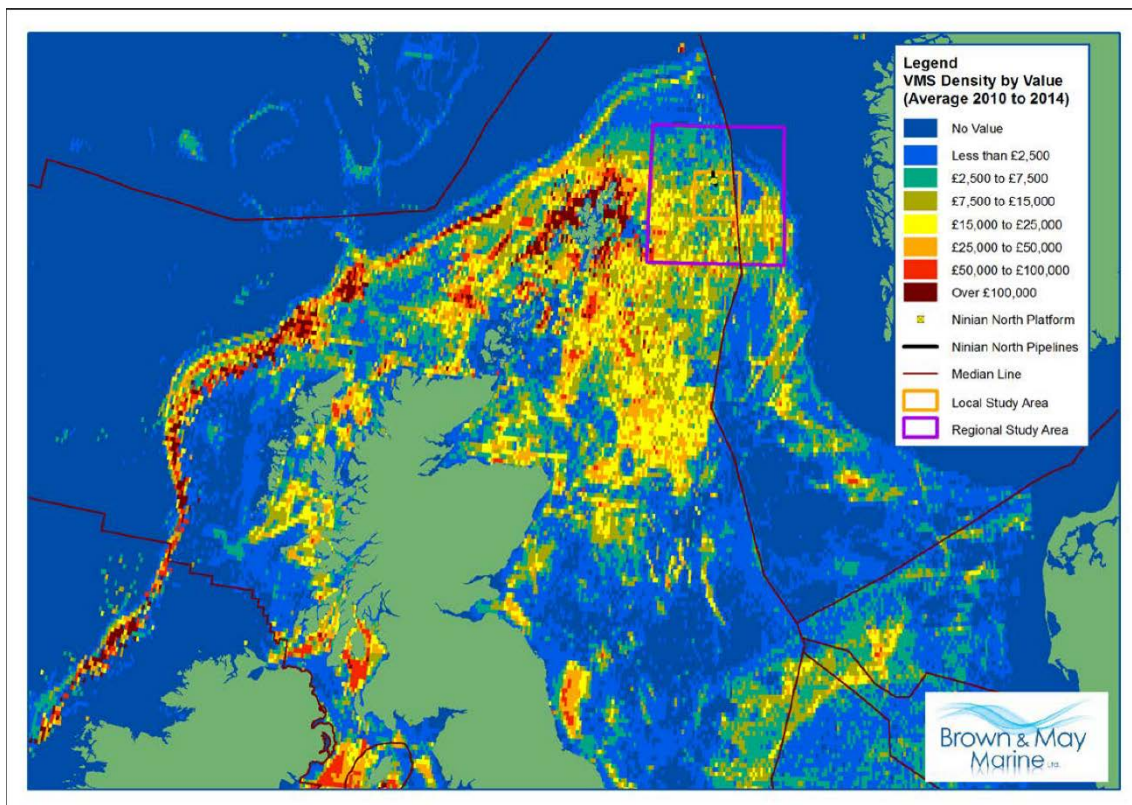 Legend
VMS Density by Value
(Average 2010 to 2014)
No Value
Less than £2,500
£2,500 to £7,500
£7,500 to £15,000
£15,000 to £25,000
£25,000 to £50,000
£50,000 to £100,000
Over £100,000
Ninian North Platform
Ninian North Pipelines
Median Line
Local Study Area
Regional Study Area
Brown & May
Marine Ltd.